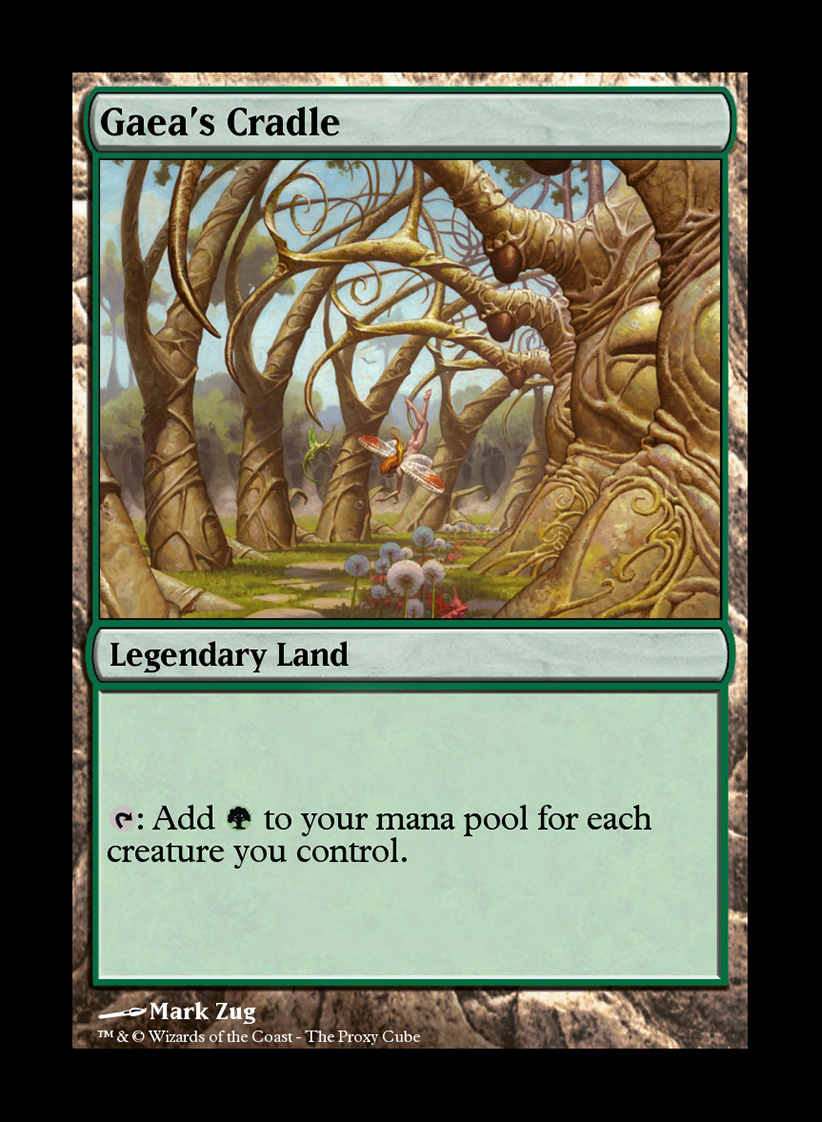 Gaea's Cradle
Legendary Land
: Add to your mana pool for each
creature you control.
Mark Zug
™ & © Wizards of the Coast - The Proxy Cube